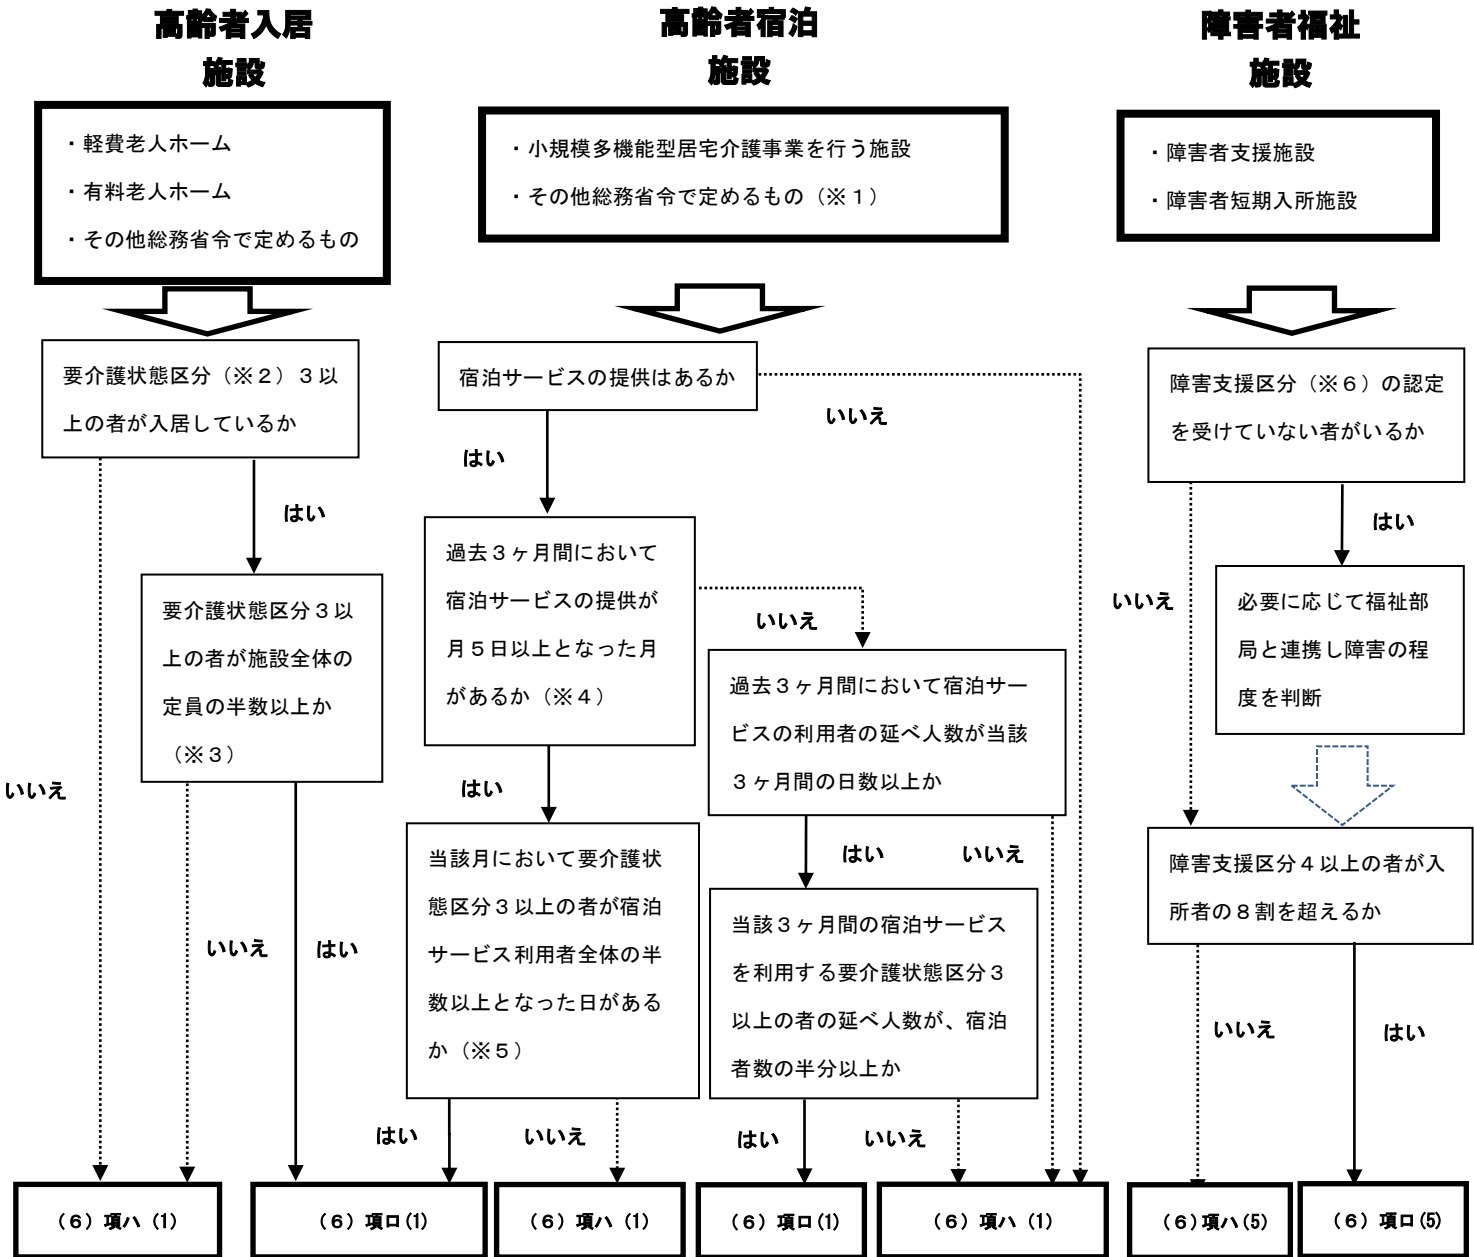 高齢者入居
施設
・軽費老人ホーム
・有料老人ホーム
・その他総務省令で定めるもの
要介護状態区分（※２）３以
上の者が入居しているか
はい
いいえ
要介護状態区分３以
上の者が施設全体の
定員の半数以上か
（※３）
いいえ
はい
高齢者宿泊
施設
・小規模多機能型居宅介護事業を行う施設
・その他総務省令で定めるもの（※１）
宿泊サービスの提供はあるか
いいえ
はい
過去３ヶ月間において
宿泊サービスの提供が
月５日以上となった月
があるか（※４）
いいえ
はい
過去３ヶ月間において宿泊サー
ビスの利用者の延べ人数が当該
３ヶ月間の日数以上か
はい
いいえ
当該月において要介護状
態区分３以上の者が宿泊
サービス利用者全体の半
数以上となった日がある
か（※５）
はい
いいえ
当該３ヶ月間の宿泊サービス
を利用する要介護状態区分３
以上の者の延べ人数が、宿泊
者数の半分以上か
はい
いいえ
障害者福祉
施設
・障害者支援施設
・障害者短期入所施設
障害支援区分（※６）の認定
を受けていない者がいるか
はい
いいえ
必要に応じて福祉部
局と連携し障害の程
度を判断
障害支援区分４以上の者が入
所者の８割を超えるか
いいえ
はい
（６）項ハ（1）
（６）項ロ(1)
（６）項ハ（1）
（６）項ロ(1)
（６）項ハ（1）
（６)項ハ(5)
（６）項ロ(5)